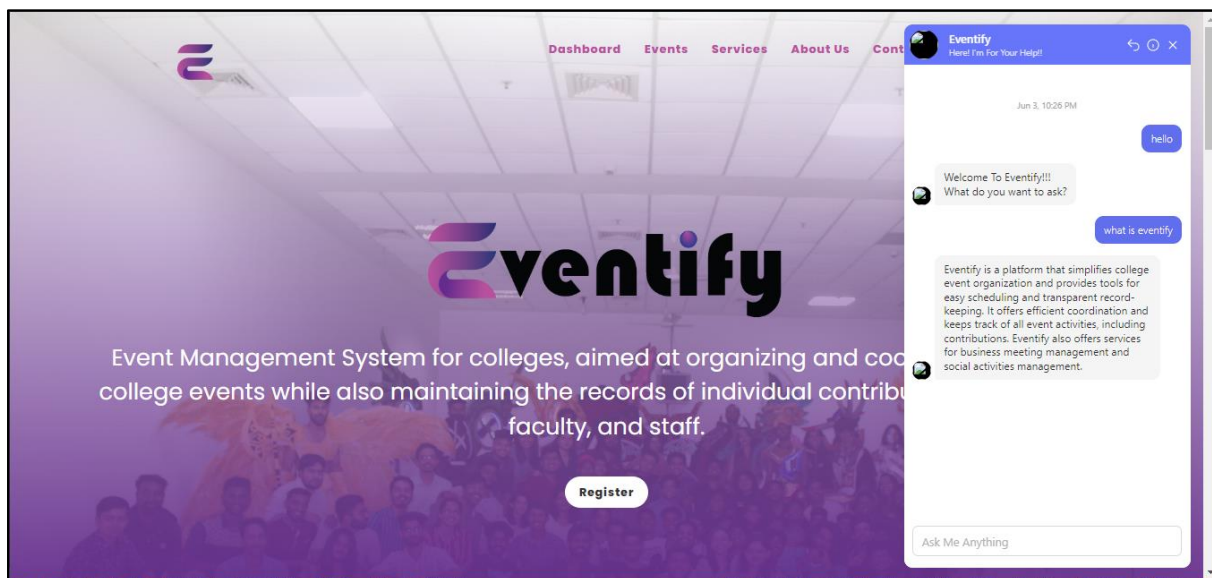 Dashboard Events Services About Us Cont
Eventify
Event Management System for colleges, aimed at organizing and coo
college events while also maintaining the records of individual contribu
faculty, and staff.
Register
Eventify
Here! I'm For Your Help!!
Jun 3, 10:26 PM
hello
Welcome To Eventify!!!
What do you want to ask?
what is eventify
Eventify is a platform that simplifies college
event organization and provides tools for
easy scheduling and transparent record-
keeping. It offers efficient coordination and
keeps track of all event activities, including
contributions. Eventify also offers services
for business meeting management and
social activities management.
Ask Me Anything